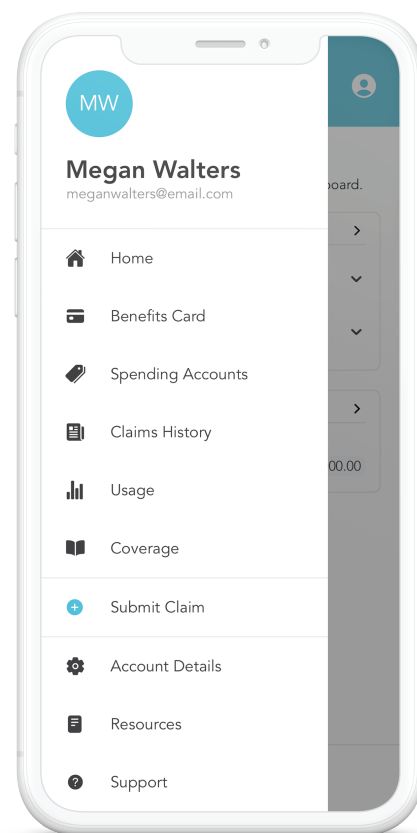 MW
Megan Walters
meganwalters@email.com
Home
Benefits Card
Spending Accounts
Claims History
Usage
Coverage
Submit Claim
Account Details
Resources
Support
oard.
00.00